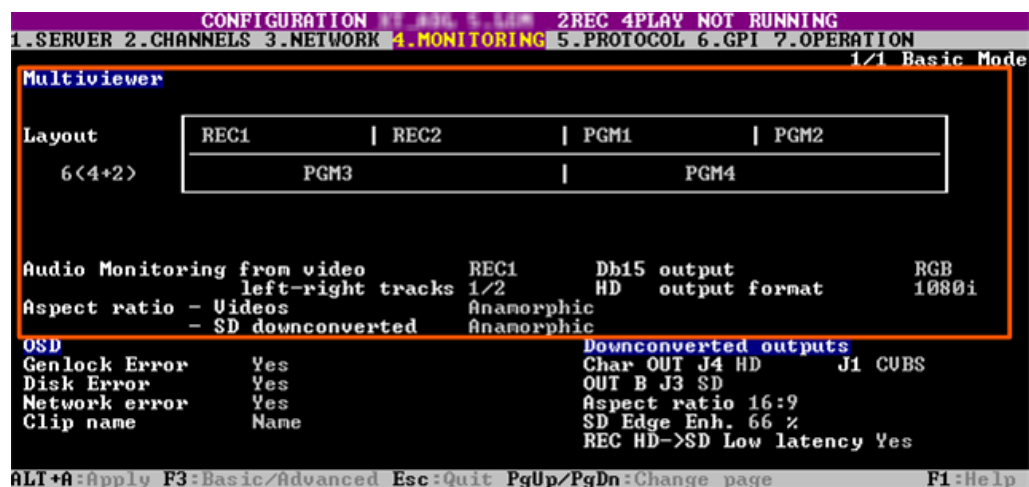 CONFIGURATION 2REC 4PLAY NOT RUNNING
1.SERVER 2.CHANNELS 3.NETWORK 4.MONITORING 5.PROTOCOL 6.GPI 7.OPERATION
1/1 Basic Mode
Multiviewer
Layout REC1 | REC2 | PGM1 | PGM2
6(4+2) PGM3 | PGM4
Audio Monitoring from video REC1 Db15 output RGB
left-right tracks 1/2 HD output format 1080i
Aspect ratio - Videos Anamorphic
- SD downconverted Anamorphic
OSD Downconverted outputs
Genlock Error Yes Char OUT J4 HD J1 CVBS
Disk Error Yes OUT B J3 SD
Network error Yes Aspect ratio 16:9
Clip name Name SD Edge Enh. 66 %
REC HD->SD Low latency Yes
ALT+A:Apply F3:Basic/Advanced Esc:Quit PgUp/PgDn:Change page F1:Help